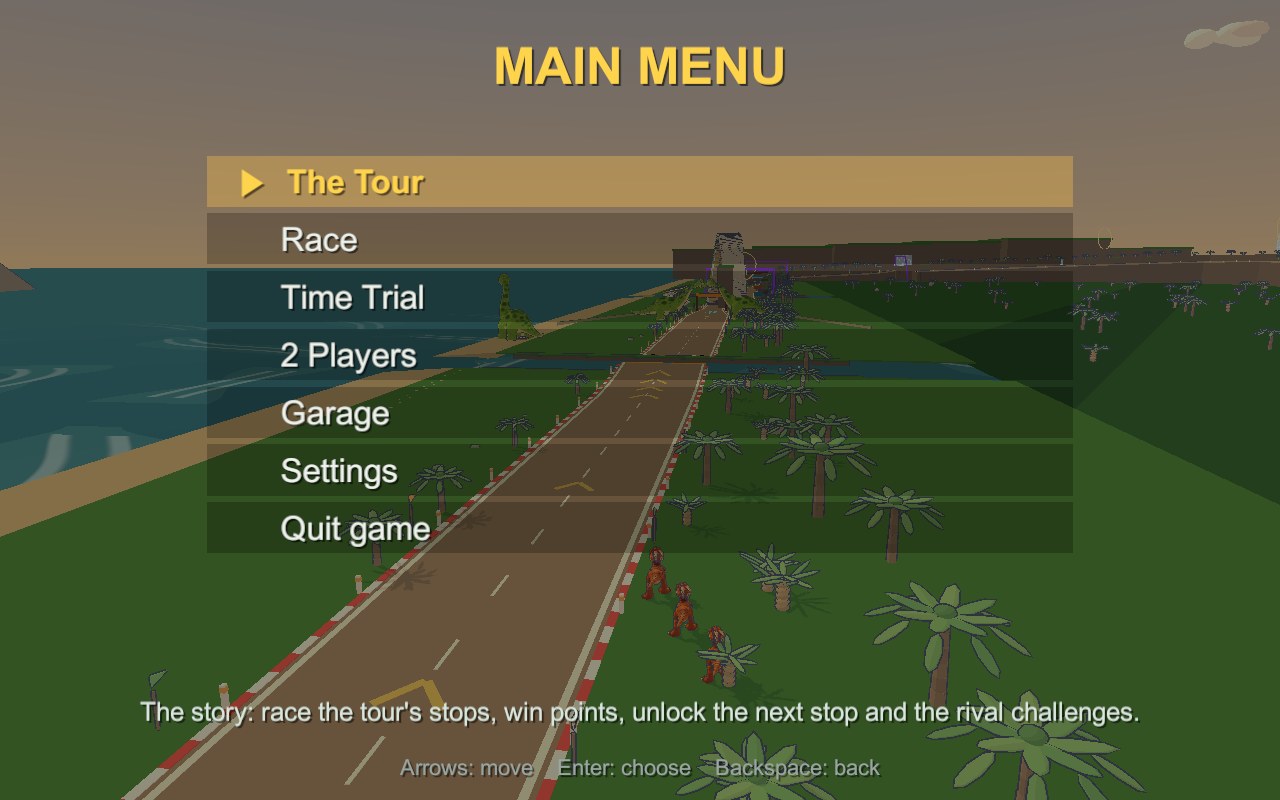 MAIN MENU
The Tour
Race
Time Trial
2 Players
Garage
Settings
Quit game
The story: race the tour's stops, win points, unlock the next stop and the rival challenges.
Arrows: move   Enter: choose   Backspace: back